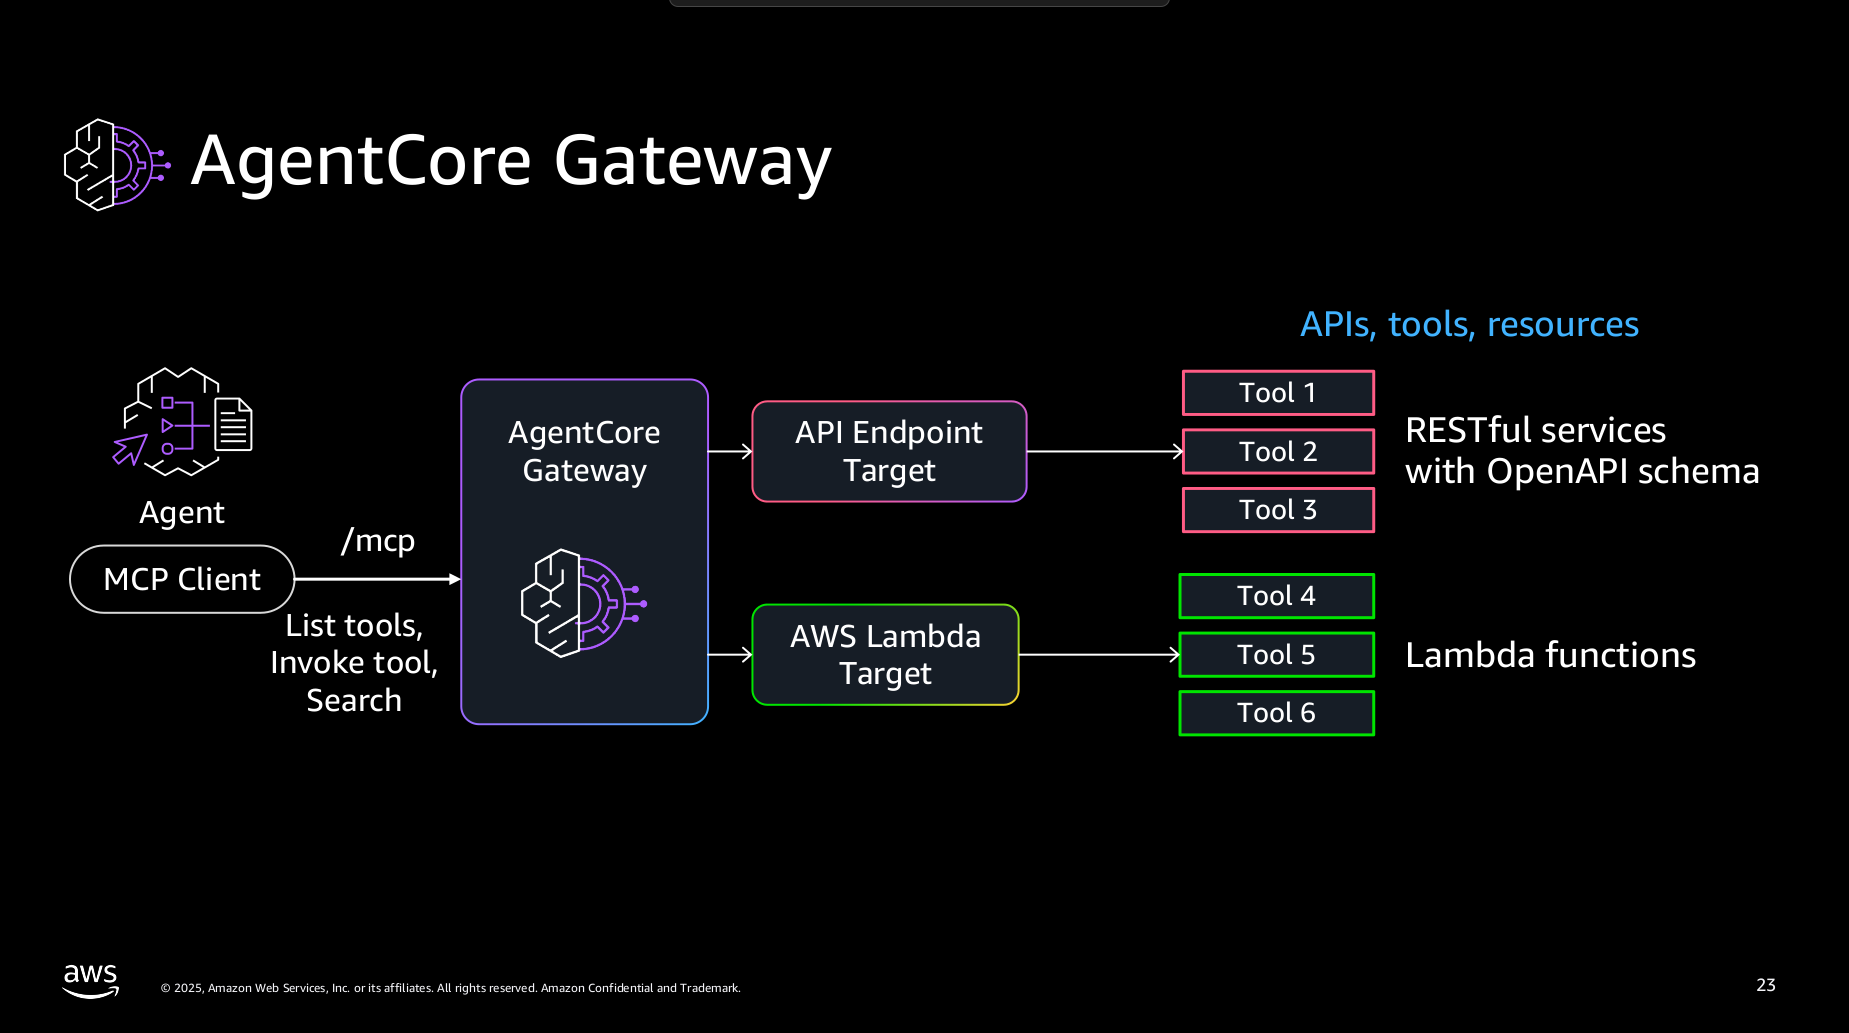 AgentCore Gateway
APIs, tools, resources
Agent
MCP Client
/mcp
List tools,
Invoke tool,
Search
AgentCore
Gateway
API Endpoint
Target
AWS Lambda
Target
Tool 1
Tool 2
Tool 3
RESTful services
with OpenAPI schema
Tool 4
Tool 5
Tool 6
Lambda functions
aws
© 2025, Amazon Web Services, Inc. or its affiliates. All rights reserved. Amazon Confidential and Trademark.
23